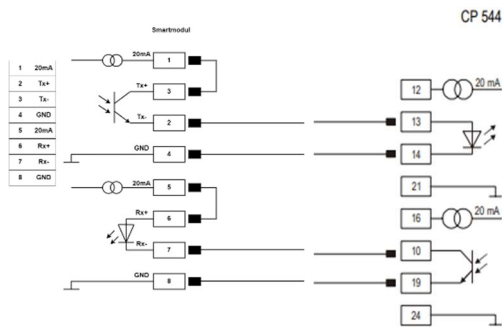 CP 544
Smartmodul
1 20mA
2 Tx+
3 Tx-
4 GND
5 20mA
6 Rx+
7 Rx-
8 GND
20mA 1
Tx+ 3
Tx- 2
GND 4
20mA 5
Rx+ 6
Rx- 7
GND 8
12 20 mA
13
14
21
16 20 mA
10
19
24